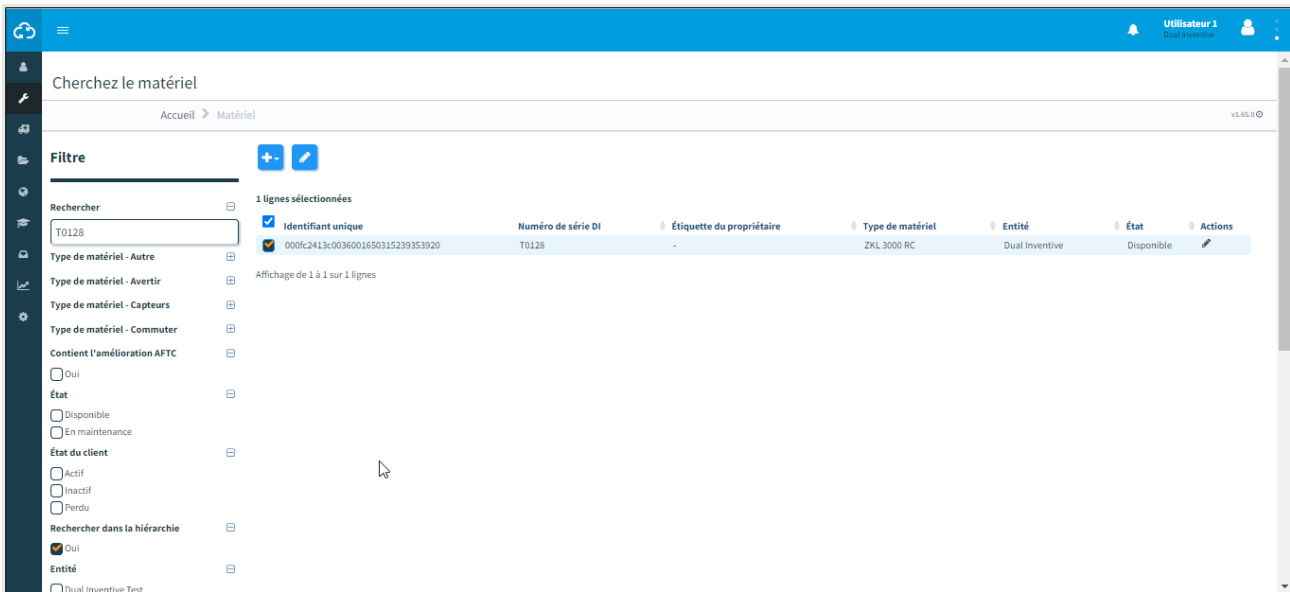 Utilisateur 1
Dual Inventive
Cherchez le matériel
Accueil Matériel
v1.65.0
Filtre
Rechercher
T0128
Type de matériel - Autre
Type de matériel - Avertir
Type de matériel - Capteurs
Type de matériel - Commuter
Contient l'amélioration AFTC
Oui
État
Disponible
En maintenance
État du client
Actif
Inactif
Perdu
Rechercher dans la hiérarchie
Oui
Entité
Dual Inventive Test
1 lignes sélectionnées
Identifiant unique Numéro de série DI Étiquette du propriétaire Type de matériel Entité État Actions
000fc2413c0036001650315239353920 T0128 - ZKL 3000 RC Dual Inventive Disponible
Affichage de 1 à 1 sur 1 lignes